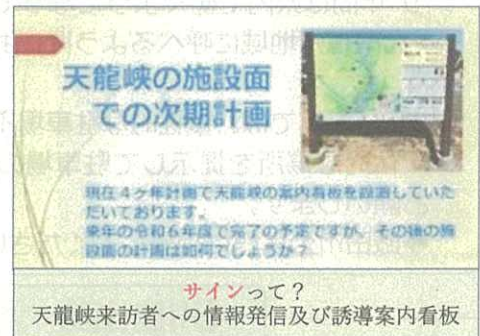 天龍峡の施設面
での次期計画
現在４ヶ年計画で天龍峡の案内看板を設置していた
だいております。
来年の令和６年度で完了の予定ですが、その後の施
設面の計画は如何でしょうか？
サインって？
天龍峡来訪者への情報発信及び誘導案内看板